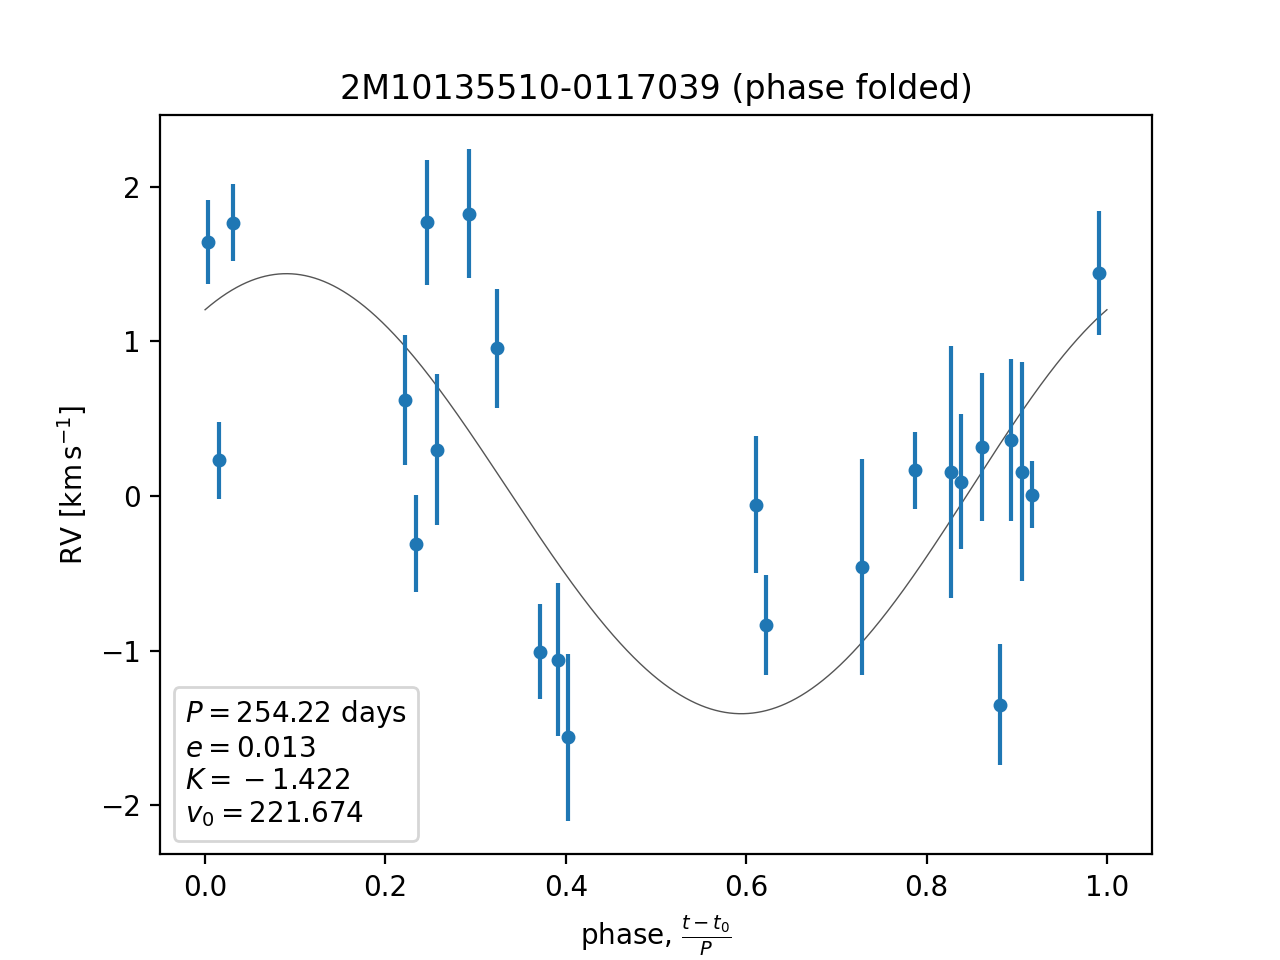 2M10135510-0117039 (phase folded)
RV [km s⁻¹]
2
1
0
−1
−2
P = 254.22 days
e = 0.013
K = −1.422
v₀ = 221.674
0.0 0.2 0.4 0.6 0.8 1.0
phase, (t − t₀)/P